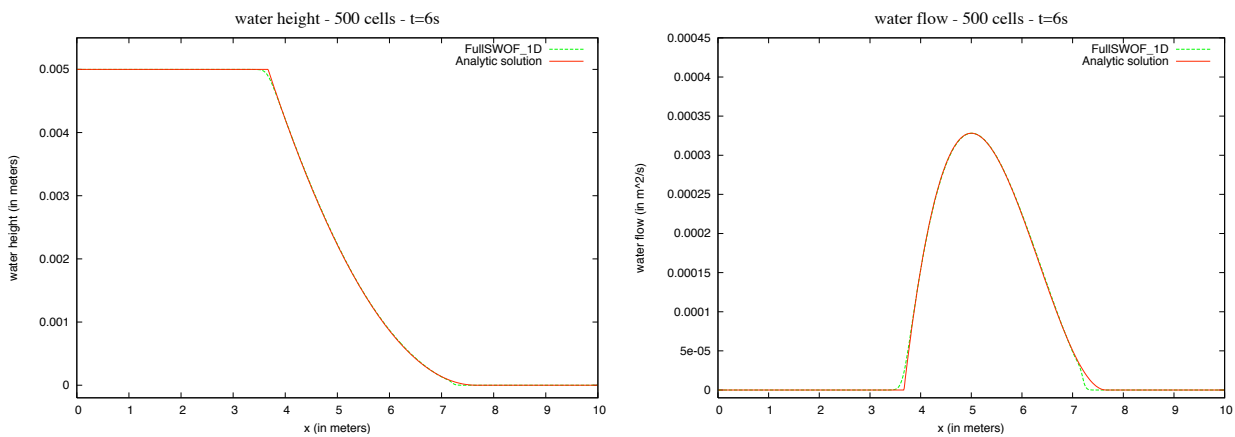 water height - 500 cells - t=6s
FullSWOF_1D
Analytic solution
water height (in meters)
0.005
0.004
0.003
0.002
0.001
0
0 1 2 3 4 5 6 7 8 9 10
x (in meters)
water flow - 500 cells - t=6s
FullSWOF_1D
Analytic solution
water flow (in m^2/s)
0.00045
0.0004
0.00035
0.0003
0.00025
0.0002
0.00015
0.0001
5e-05
0
0 1 2 3 4 5 6 7 8 9 10
x (in meters)